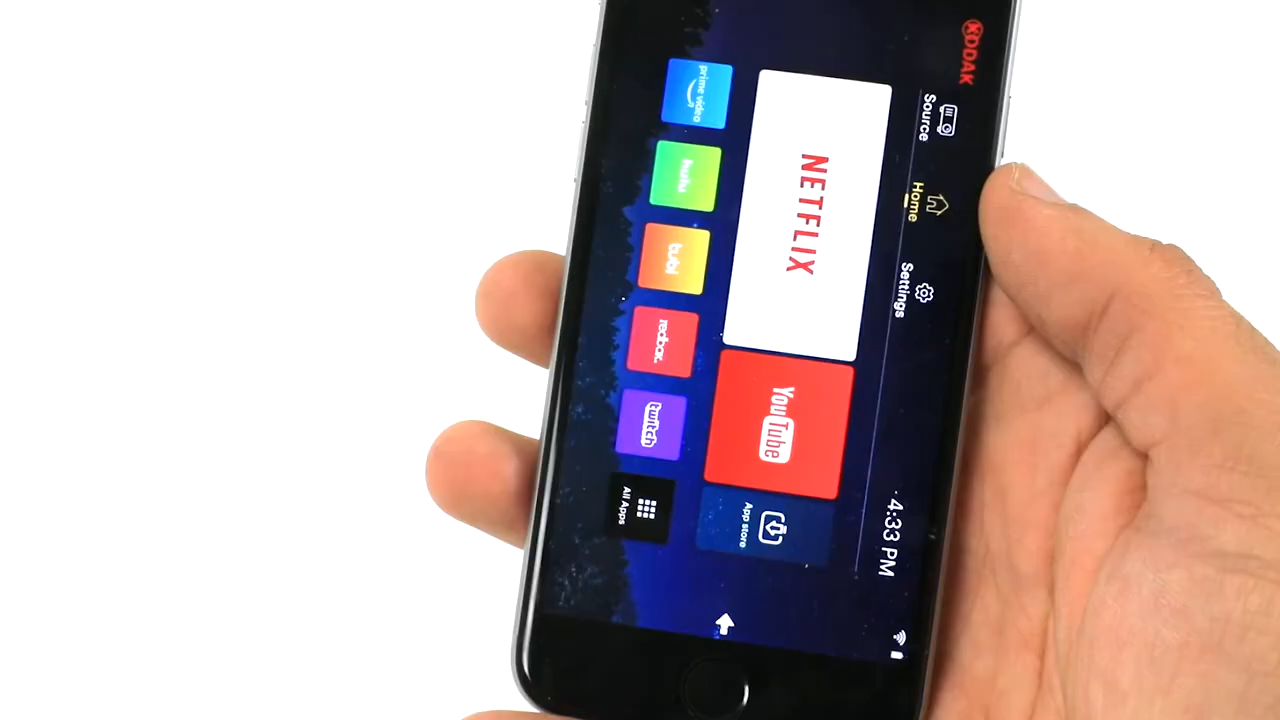 KODAK
Source
Home
Settings
4:33 PM
NETFLIX
YouTube
App store
prime video
hulu
tubi
redbox.
twitch
All Apps